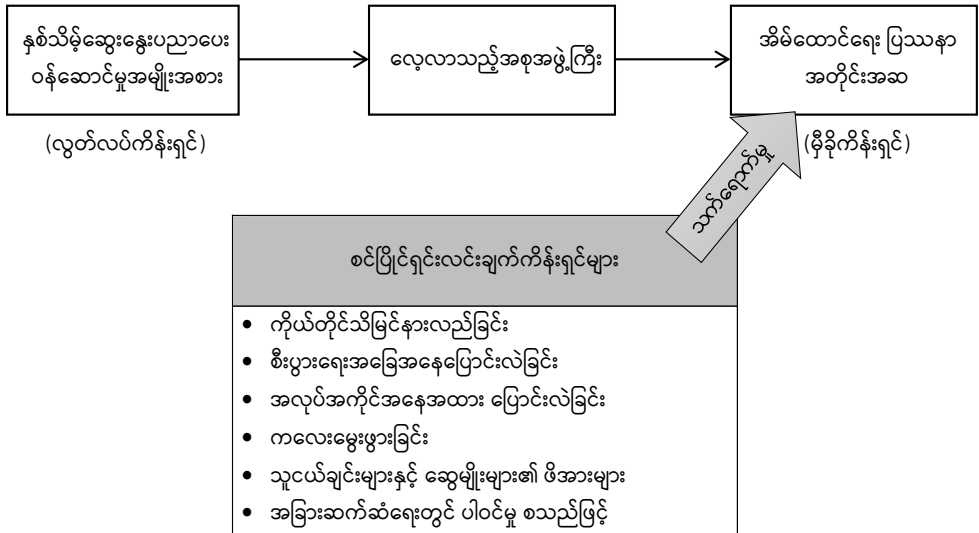 နှစ်သိမ့်ဆွေးနွေးပညာပေး
ဝန်ဆောင်မှုအမျိုးအစား
(လွတ်လပ်ကိန်းရှင်)
လေ့လာသည့်အစုအဖွဲ့ကြီး
အိမ်ထောင်ရေး ပြဿနာ
အတိုင်းအဆ
(မှီခိုကိန်းရှင်)
သက်ရောက်မှု
စင်ပြိုင်ရှင်းလင်းချက်ကိန်းရှင်များ
• ကိုယ်တိုင်သိမြင်နားလည်ခြင်း
• စီးပွားရေးအခြေအနေပြောင်းလဲခြင်း
• အလုပ်အကိုင်အနေအထား ပြောင်းလဲခြင်း
• ကလေးမွေးဖွားခြင်း
• သူငယ်ချင်းများနှင့် ဆွေမျိုးများ၏ ဖိအားများ
• အခြားဆက်ဆံရေးတွင် ပါဝင်မှု စသည်ဖြင့်